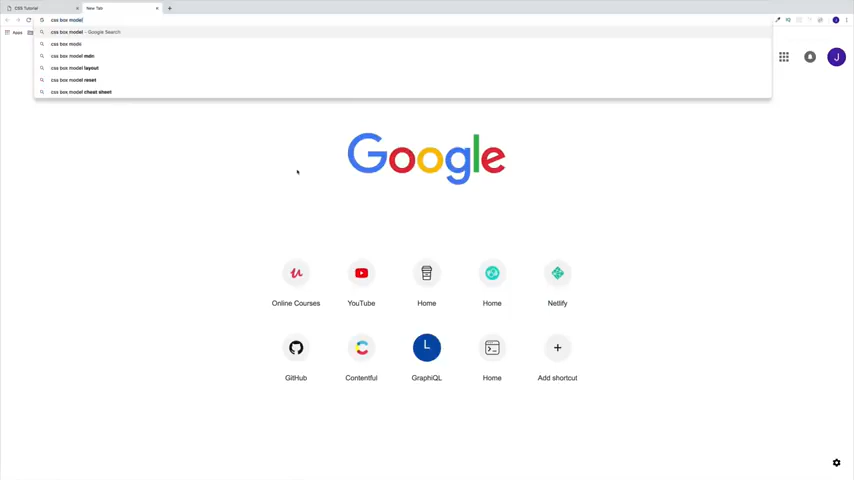 CSS Tutorial
New Tab
css box model
Apps
css box model - Google Search
css box mode
css box model mdn
css box model layout
css box model reset
css box model cheat sheet
J
J
Google
Online Courses
YouTube
Home
Home
Netlify
L
GitHub
Contentful
GraphiQL
Home
Add shortcut